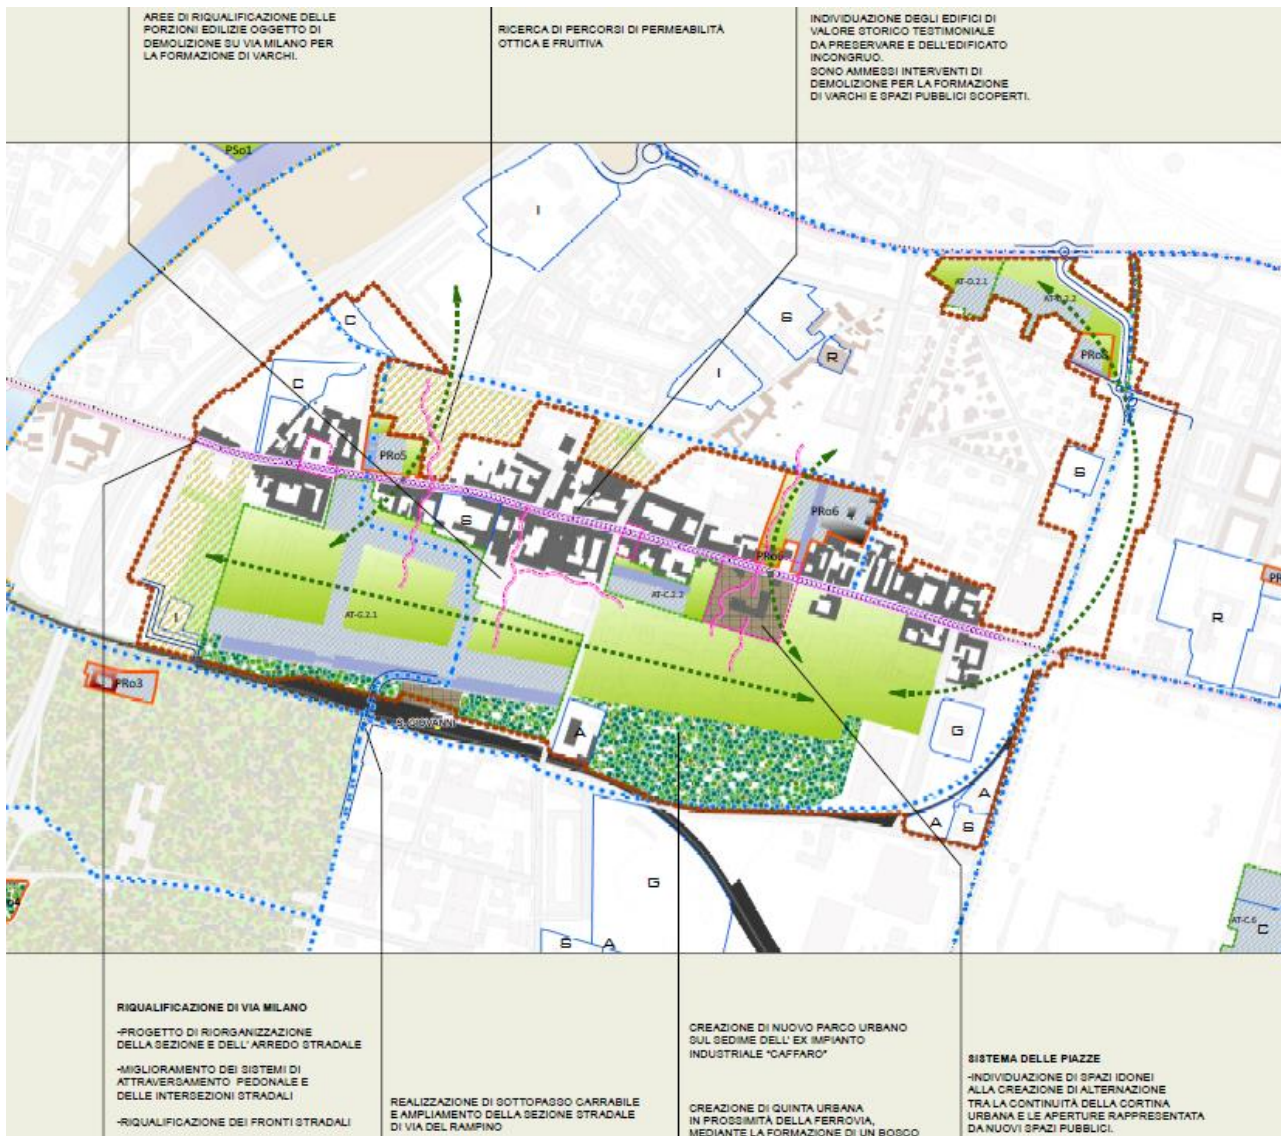 AREE DI RIQUALIFICAZIONE DELLE
PORZIONI EDILIZIE OGGETTO DI
DEMOLIZIONE SU VIA MILANO PER
LA FORMAZIONE DI VARCHI.
RICERCA DI PERCORSI DI PERMEABILITÀ
OTTICA E FRUITIVA
INDIVIDUAZIONE DEGLI EDIFICI DI
VALORE STORICO TESTIMONIALE
DA PRESERVARE E DELL'EDIFICATO
INCONGRUO.
SONO AMMESSI INTERVENTI DI
DEMOLIZIONE PER LA FORMAZIONE
DI VARCHI E SPAZI PUBBLICI SCOPERTI.
PSo1
I
AT-D.2.1
AT-D.2.2
S
C
PRo8
R
I
C
PRo5
S
S
PRo6
PRo6
AT-C.2.2
AT-G.2.1
PR
R
I
PRo3
S. GIOVANNI
A
G
A
A
S
G
AT-C.6
C
S A
RIQUALIFICAZIONE DI VIA MILANO
-PROGETTO DI RIORGANIZZAZIONE
DELLA SEZIONE E DELL' ARREDO STRADALE
-MIGLIORAMENTO DEI SISTEMI DI
ATTRAVERSAMENTO PEDONALE E
DELLE INTERSEZIONI STRADALI
-RIQUALIFICAZIONE DEI FRONTI STRADALI
REALIZZAZIONE DI SOTTOPASSO CARRABILE
E AMPLIAMENTO DELLA SEZIONE STRADALE
DI VIA DEL RAMPINO
CREAZIONE DI NUOVO PARCO URBANO
SUL SEDIME DELL' EX IMPIANTO
INDUSTRIALE "CAFFARO"
CREAZIONE DI QUINTA URBANA
IN PROSSIMITÀ DELLA FERROVIA,
MEDIANTE LA FORMAZIONE DI UN BOSCO
SISTEMA DELLE PIAZZE
-INDIVIDUAZIONE DI SPAZI IDONEI
ALLA CREAZIONE DI ALTERNAZIONE
TRA LA CONTINUITÀ DELLA CORTINA
URBANA E LE APERTURE RAPPRESENTATA
DA NUOVI SPAZI PUBBLICI.